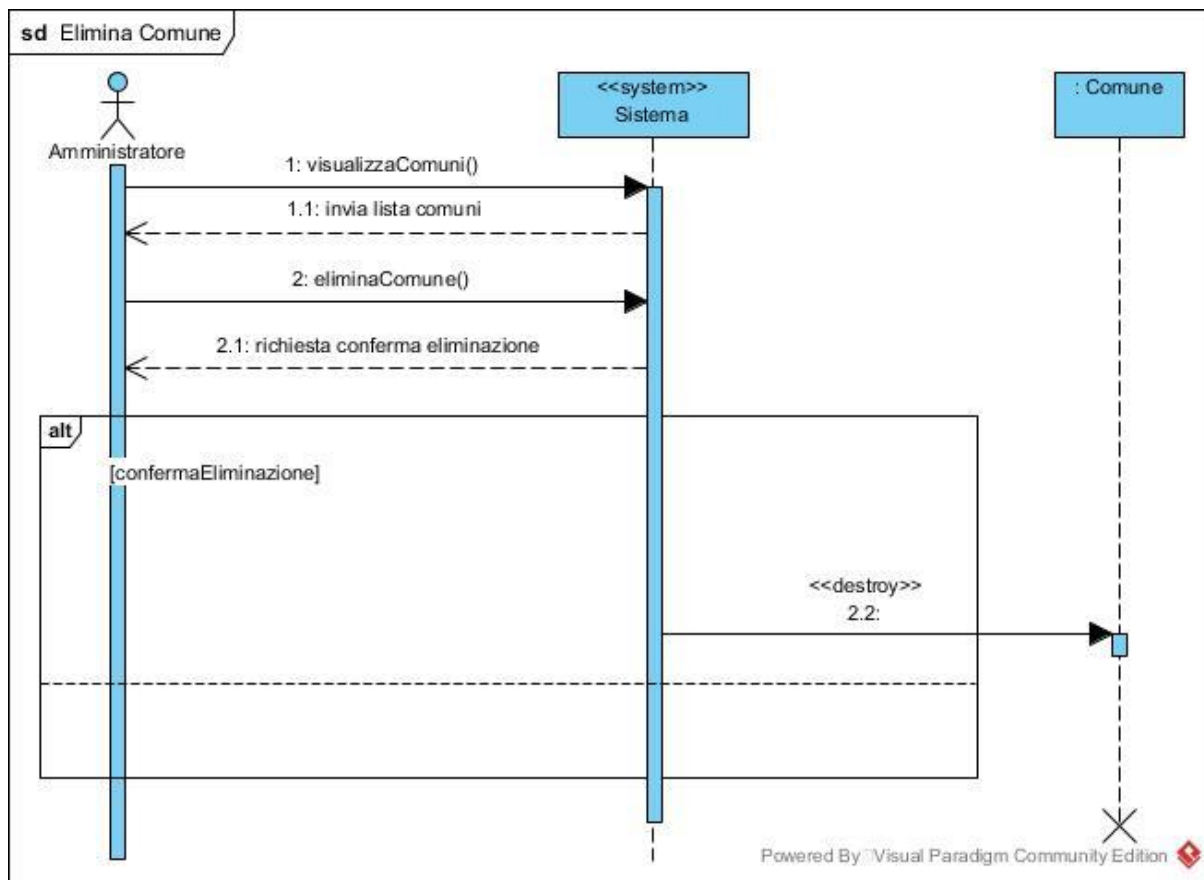 sd Elimina Comune
<<system>>
Sistema
: Comune
Amministratore
1: visualizzaComuni()
1.1: invia lista comuni
2: eliminaComune()
2.1: richiesta conferma eliminazione
alt
[confermaEliminazione]
<<destroy>>
2.2:
Powered By Visual Paradigm Community Edition